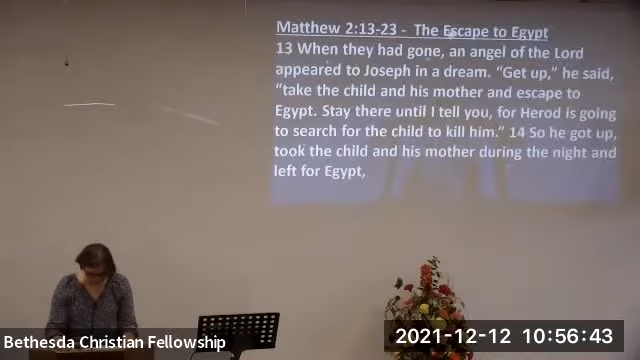 Matthew 2:13-23 - The Escape to Egypt
13 When they had gone, an angel of the Lord
appeared to Joseph in a dream. “Get up,” he said,
“take the child and his mother and escape to
Egypt. Stay there until I tell you, for Herod is going
to search for the child to kill him.” 14 So he got up,
took the child and his mother during the night and
left for Egypt,
Bethesda Christian Fellowship
2021-12-12 10:56:43